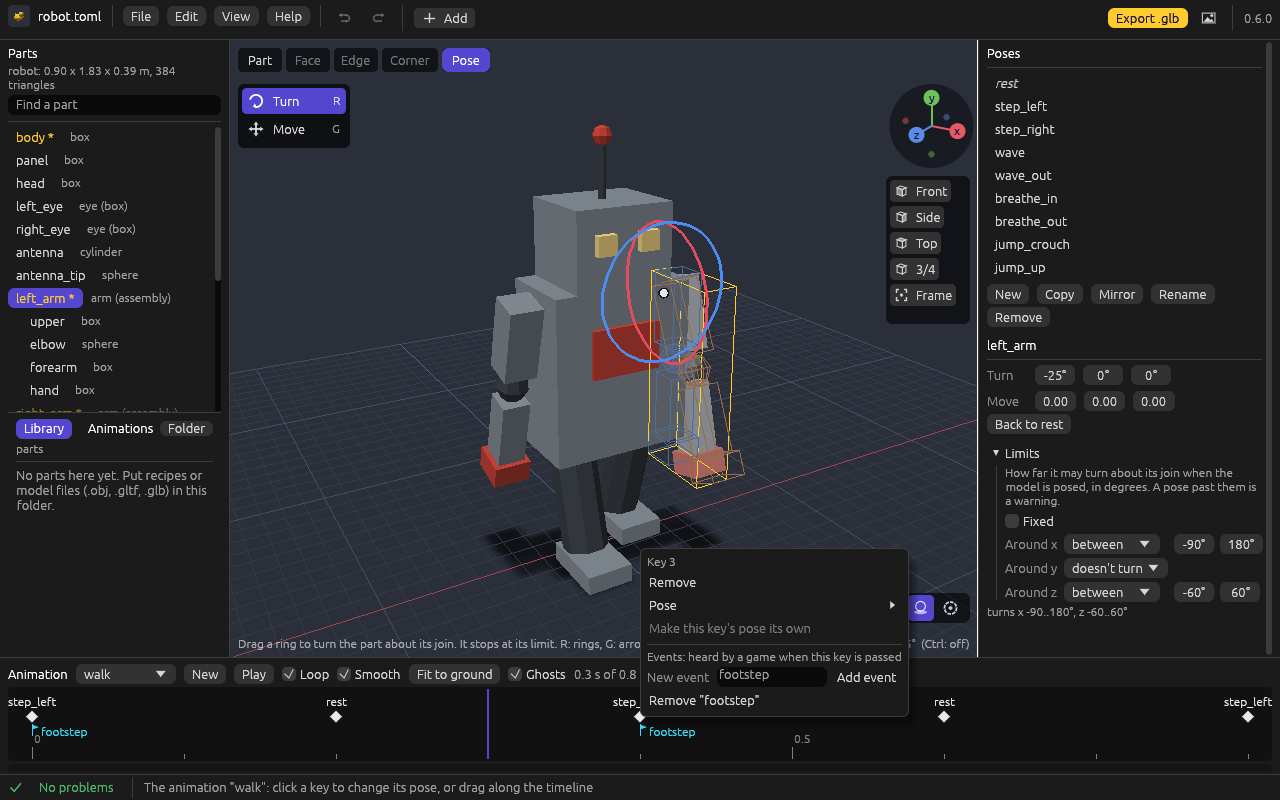 robot.toml File Edit View Help + Add Export .glb 0.6.0
Parts
robot: 0.90 x 1.83 x 0.39 m, 384
triangles
Find a part
body * box
panel box
head box
left_eye eye (box)
right_eye eye (box)
antenna cylinder
antenna_tip sphere
left_arm * arm (assembly)
upper box
elbow sphere
forearm box
hand box
right_arm * arm (assembly)
Library Animations Folder
parts
No parts here yet. Put recipes or
model files (.obj, .gltf, .glb) in this
folder.
Part Face Edge Corner Pose
Turn R
Move G
y
x
z
Front
Side
Top
3/4
Frame
Drag a ring to turn the part about its join. It stops at its limit. R: rings, G: arro
5° (Ctrl: off)
Key 3
Remove
Pose
Make this key's pose its own
Events: heard by a game when this key is passed
New event footstep Add event
Remove "footstep"
Poses
rest
step_left
step_right
wave
wave_out
breathe_in
breathe_out
jump_crouch
jump_up
New Copy Mirror Rename
Remove
left_arm
Turn -25° 0° 0°
Move 0.00 0.00 0.00
Back to rest
Limits
How far it may turn about its join when the
model is posed, in degrees. A pose past them is
a warning.
Fixed
Around x between -90° 180°
Around y doesn't turn
Around z between -60° 60°
turns x -90..180°, z -60..60°
Animation walk New Play Loop Smooth Fit to ground Ghosts 0.3 s of 0.8
step_left rest step_ rest step_left
footstep footstep
0 0.5
No problems The animation "walk": click a key to change its pose, or drag along the timeline